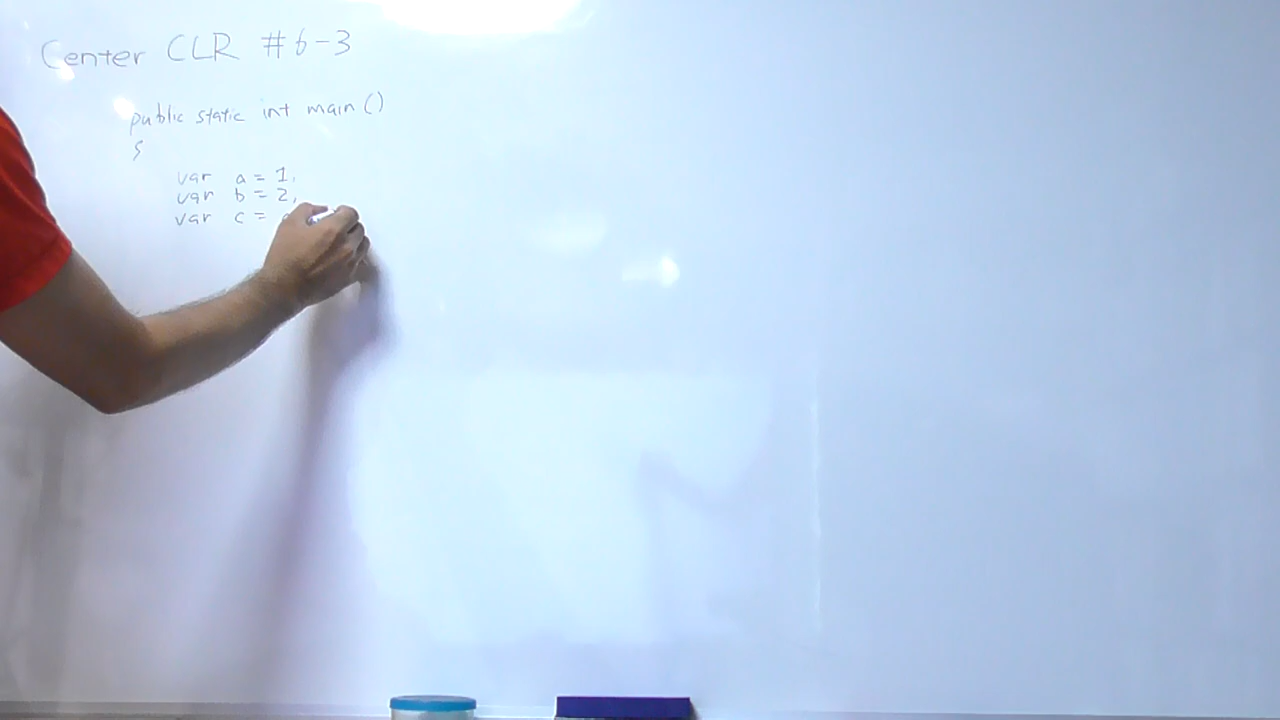 Center CLR #6-3
public static int main()
{
var a = 1;
var b = 2;
var c =